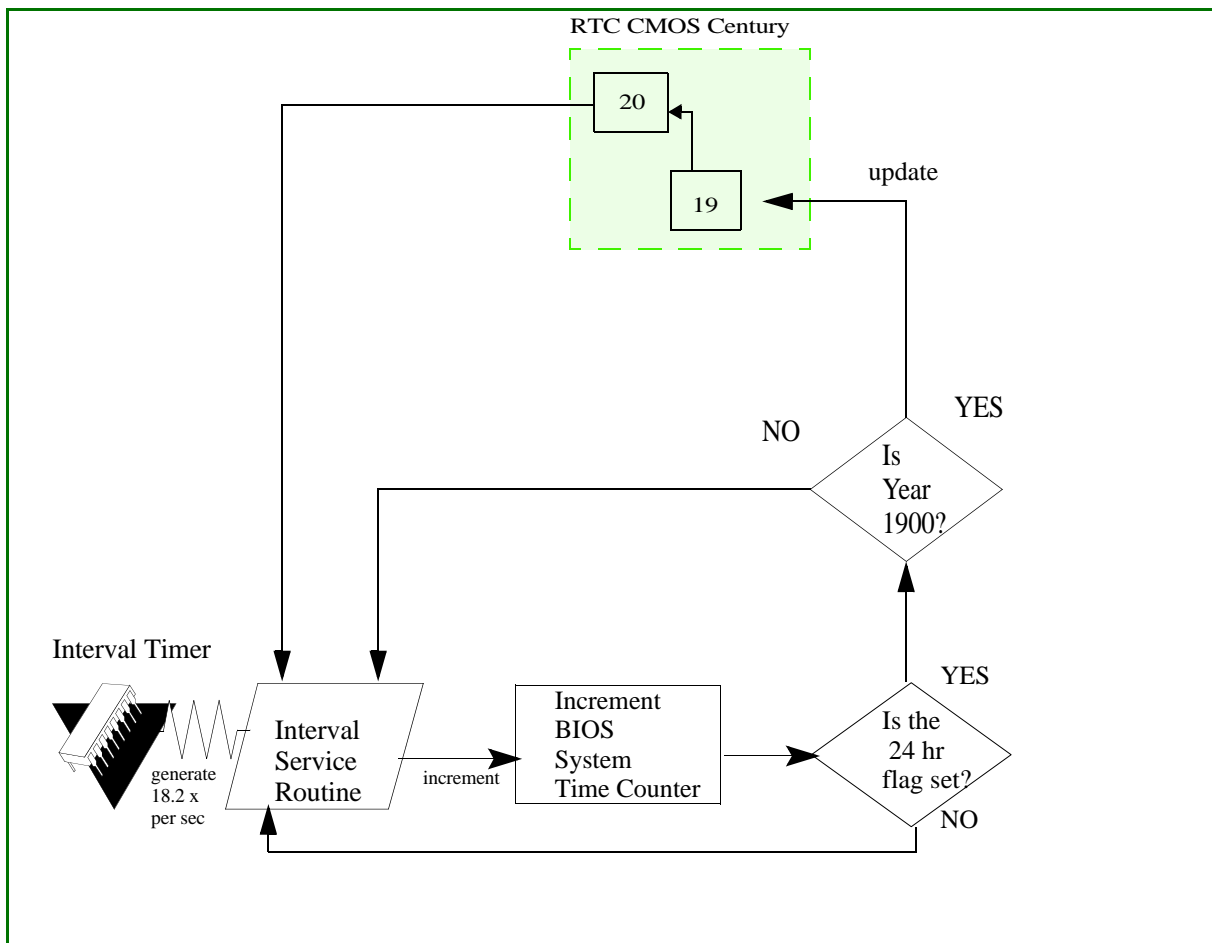 RTC CMOS Century
20
19
update
YES
NO
Is
Year
1900?
Interval Timer
generate
18.2 x
per sec
Interval
Service
Routine
increment
Increment
BIOS
System
Time Counter
YES
Is the
24 hr
flag set?
NO